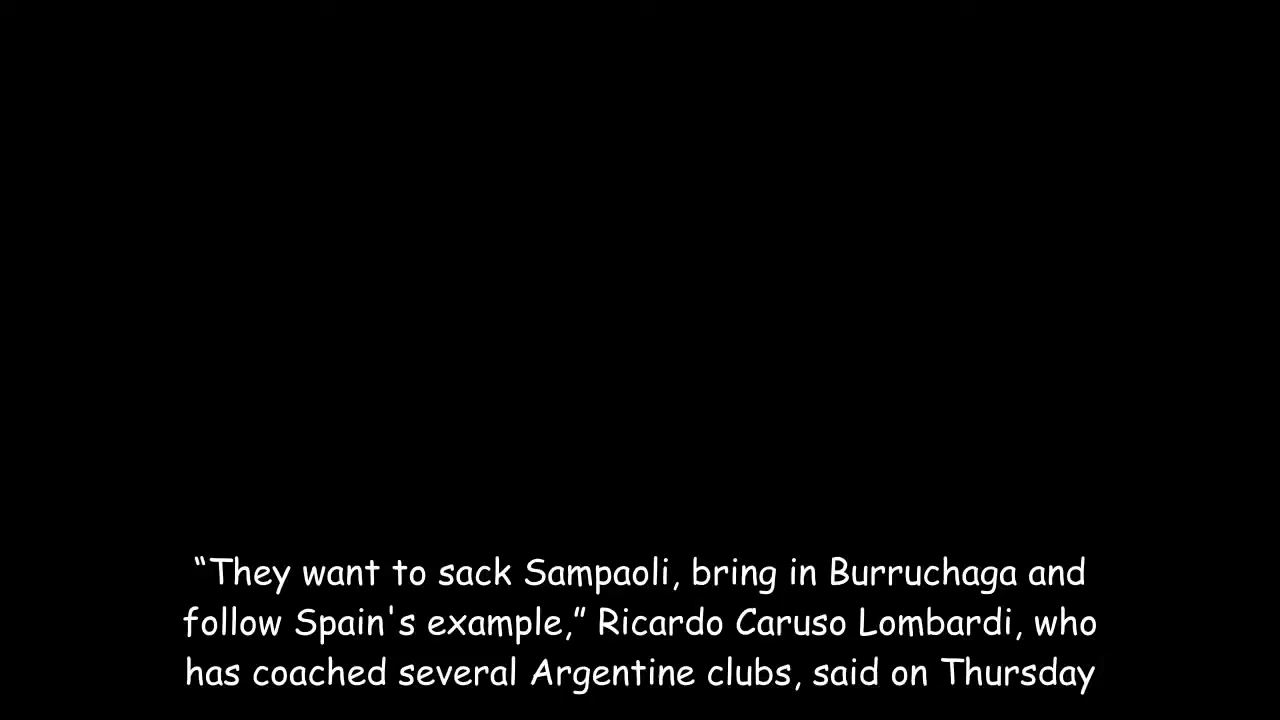 “They want to sack Sampaoli, bring in Burruchaga and
follow Spain's example,” Ricardo Caruso Lombardi, who
has coached several Argentine clubs, said on Thursday